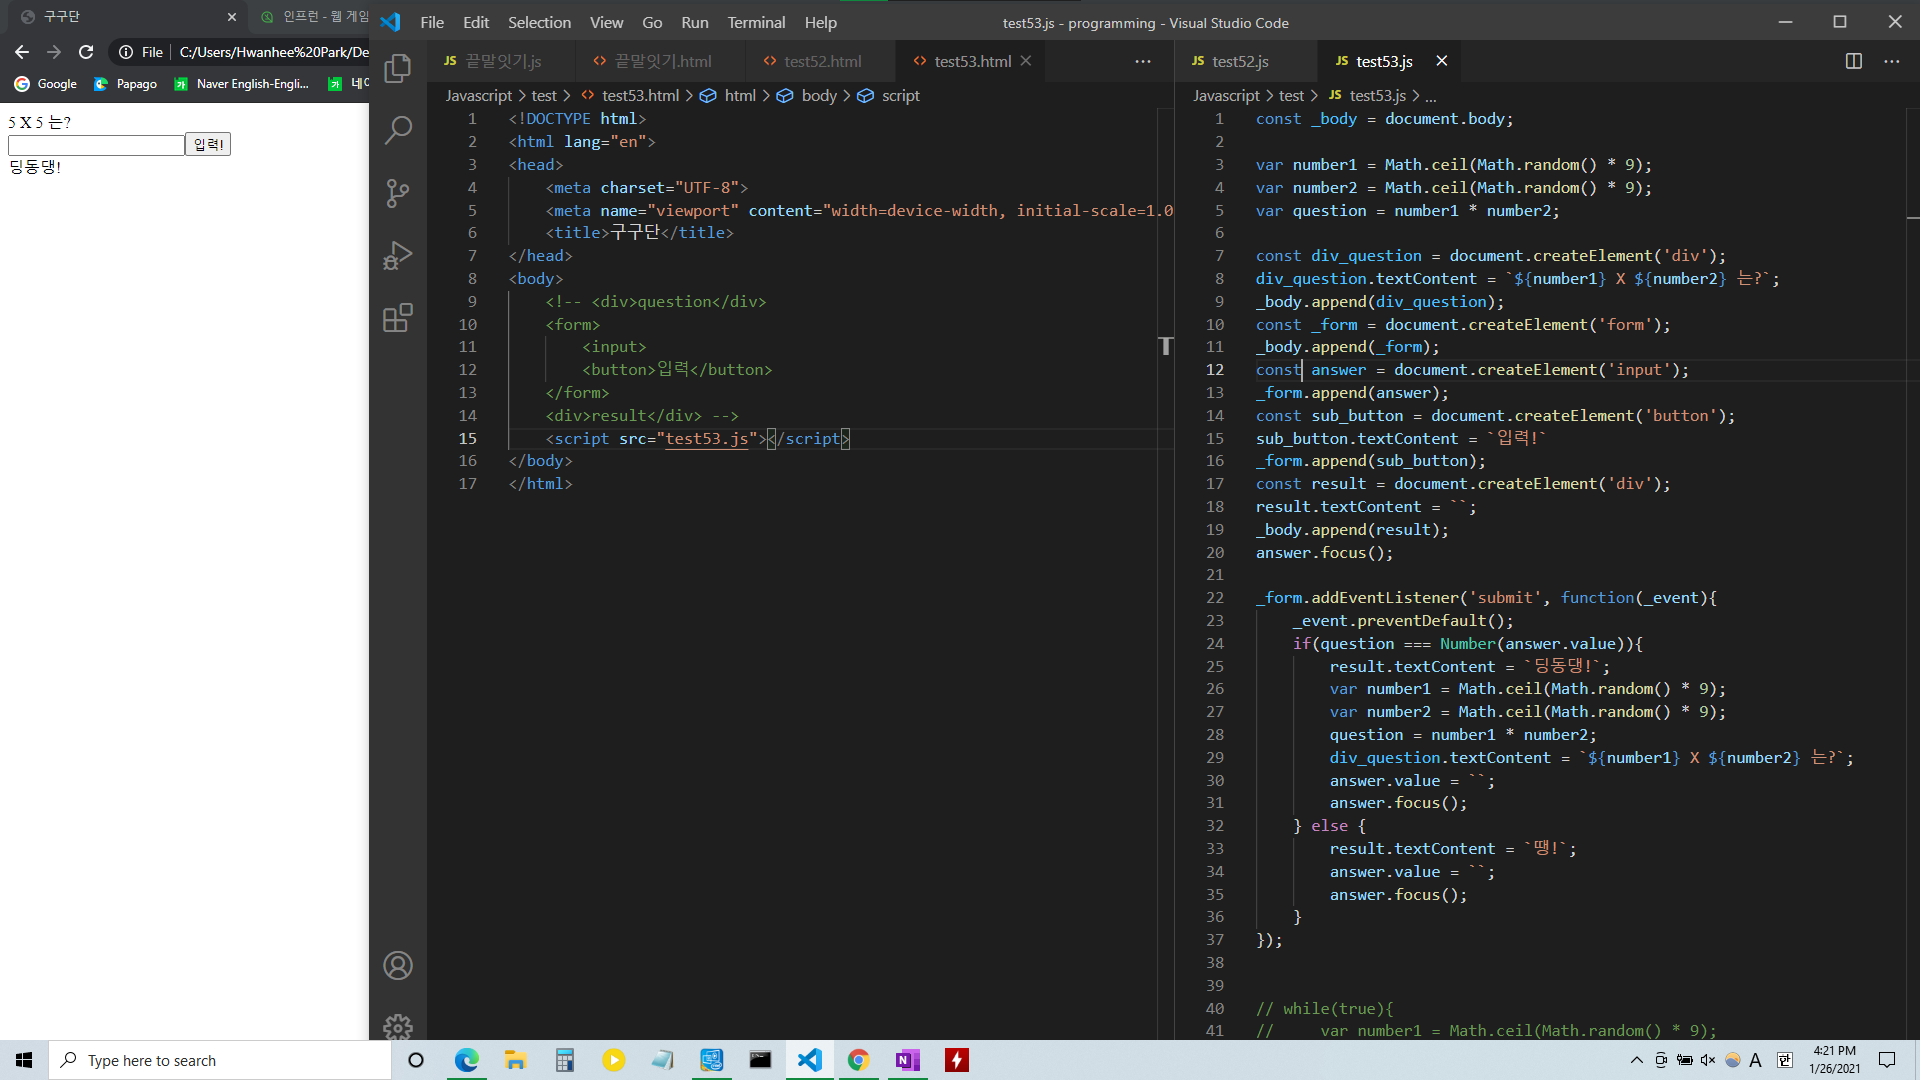 구구단
인프런 - 웹 게임
File C:/Users/Hwanhee%20Park/De
Google Papago Naver English-Engli...
5 X 5 는?
입력!
딩동댕!
File Edit Selection View Go Run Terminal Help
test53.js - programming - Visual Studio Code
JS 끝말잇기.js <> 끝말잇기.html <> test52.html <> test53.html
Javascript > test > <> test53.html > html > body > script
1 <!DOCTYPE html>
2 <html lang="en">
3 <head>
4 <meta charset="UTF-8">
5 <meta name="viewport" content="width=device-width, initial-scale=1.0
6 <title>구구단</title>
7 </head>
8 <body>
9 <!-- <div>question</div>
10 <form>
11 <input>
12 <button>입력</button>
13 </form>
14 <div>result</div> -->
15 <script src="test53.js"></script>
16 </body>
17 </html>
JS test52.js JS test53.js
Javascript > test > JS test53.js > ...
1 const _body = document.body;
2
3 var number1 = Math.ceil(Math.random() * 9);
4 var number2 = Math.ceil(Math.random() * 9);
5 var question = number1 * number2;
6
7 const div_question = document.createElement('div');
8 div_question.textContent = `${number1} X ${number2} 는?`;
9 _body.append(div_question);
10 const _form = document.createElement('form');
11 _body.append(_form);
12 const answer = document.createElement('input');
13 _form.append(answer);
14 const sub_button = document.createElement('button');
15 sub_button.textContent = `입력!`
16 _form.append(sub_button);
17 const result = document.createElement('div');
18 result.textContent = ``;
19 _body.append(result);
20 answer.focus();
21
22 _form.addEventListener('submit', function(_event){
23 _event.preventDefault();
24 if(question === Number(answer.value)){
25 result.textContent = `딩동댕!`;
26 var number1 = Math.ceil(Math.random() * 9);
27 var number2 = Math.ceil(Math.random() * 9);
28 question = number1 * number2;
29 div_question.textContent = `${number1} X ${number2} 는?`;
30 answer.value = ``;
31 answer.focus();
32 } else {
33 result.textContent = `땡!`;
34 answer.value = ``;
35 answer.focus();
36 }
37 });
38
39
40 // while(true){
41 // var number1 = Math.ceil(Math.random() * 9);
Type here to search
A 한
4:21 PM
1/26/2021